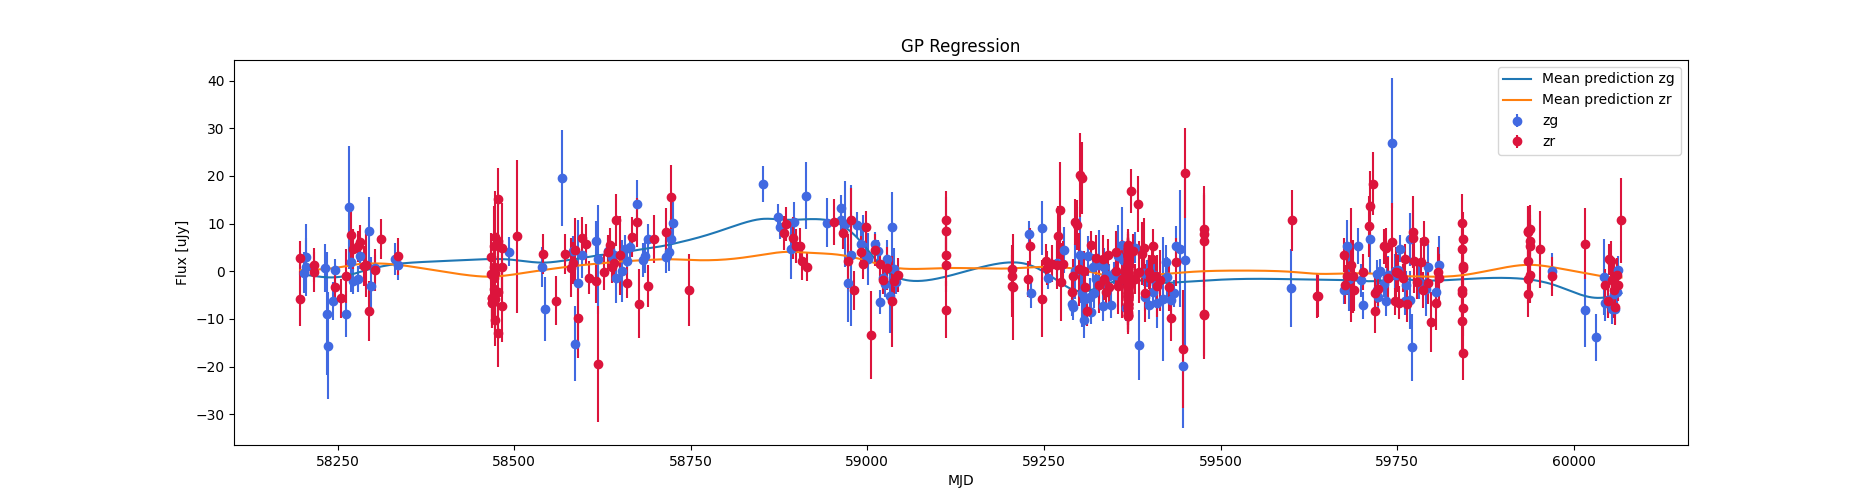 GP Regression
Mean prediction zg
Mean prediction zr
zg
zr
Flux [uJy]
40
30
20
10
0
−10
−20
−30
58250 58500 58750 59000 59250 59500 59750 60000
MJD